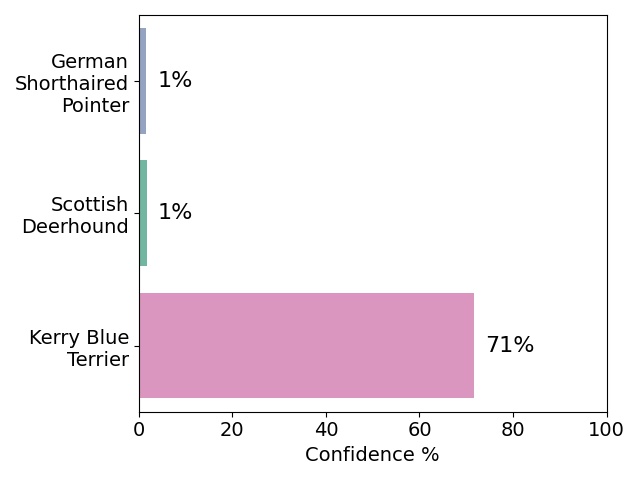 German
Shorthaired
Pointer
1%
Scottish
Deerhound
1%
Kerry Blue
Terrier
71%
0 20 40 60 80 100
Confidence %